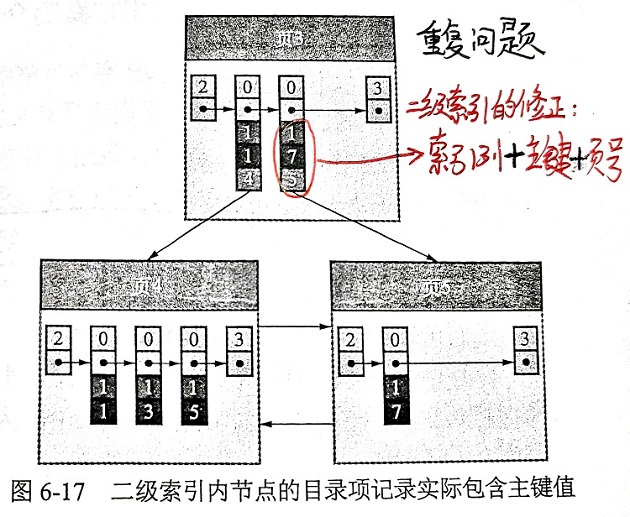 页3
重复问题
2 0 0 3
二级索引的修正：
1 1
1 7
索引列+主键+页号
4 5
页4
页5
2 0 0 0 3
2 0 3
1 1 1
1
1 3 5
7
图 6-17 二级索引内节点的目录项记录实际包含主键值